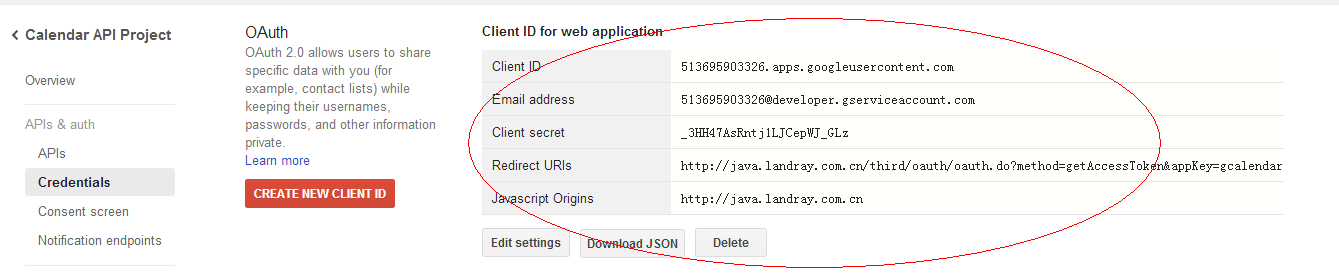 Calendar API Project
Overview
APIs & auth
APIs
Credentials
Consent screen
Notification endpoints
OAuth
OAuth 2.0 allows users to share
specific data with you (for
example, contact lists) while
keeping their usernames,
passwords, and other information
private.
Learn more
CREATE NEW CLIENT ID
Client ID for web application
Client ID 513695903326.apps.googleusercontent.com
Email address 513695903326@developer.gserviceaccount.com
Client secret _3HH47AsRntj1LJCepWJ_GLz
Redirect URIs http://java.landray.com.cn/third/oauth/oauth.do?method=getAccessToken&appKey=gcalendar
Javascript Origins http://java.landray.com.cn
Edit settings Download JSON Delete